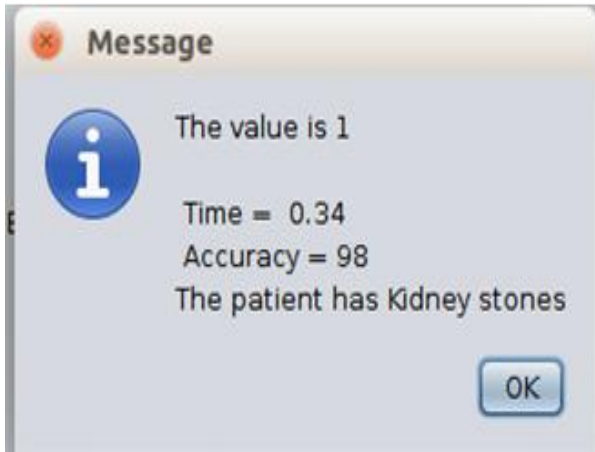 Message
The value is 1
Time = 0.34
Accuracy = 98
The patient has Kidney stones
OK